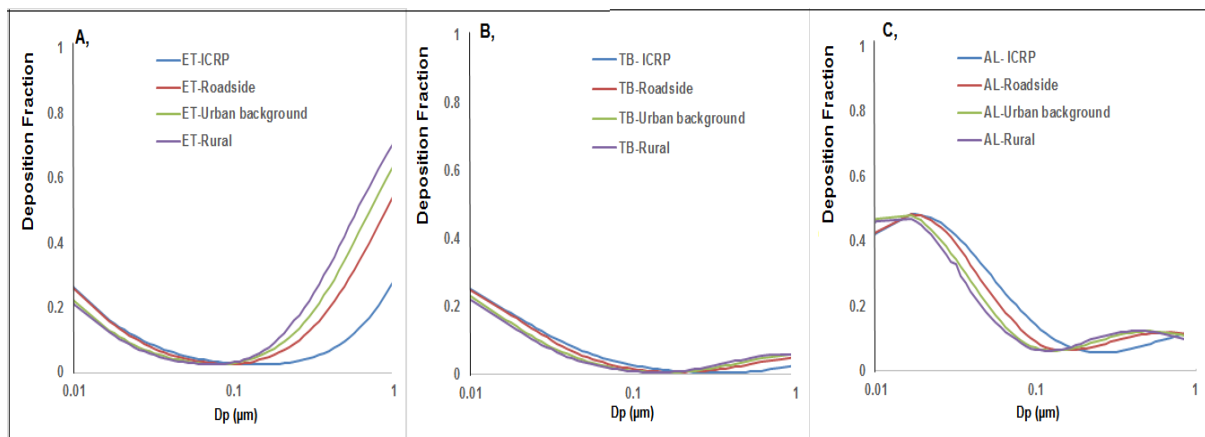 A,
ET-ICRP
ET-Roadside
ET-Urban background
ET-Rural
Deposition Fraction
1
0.8
0.6
0.4
0.2
0
0.01
0.1
1
Dp (µm)
B,
TB- ICRP
TB-Roadside
TB-Urban background
TB-Rural
Deposition Fraction
1
0.8
0.6
0.4
0.2
0
0.01
0.1
1
Dp (µm)
C,
AL- ICRP
AL-Roadside
AL-Urban background
AL-Rural
Deposition Fraction
1
0.8
0.6
0.4
0.2
0
0.01
0.1
1
Dp (µm)